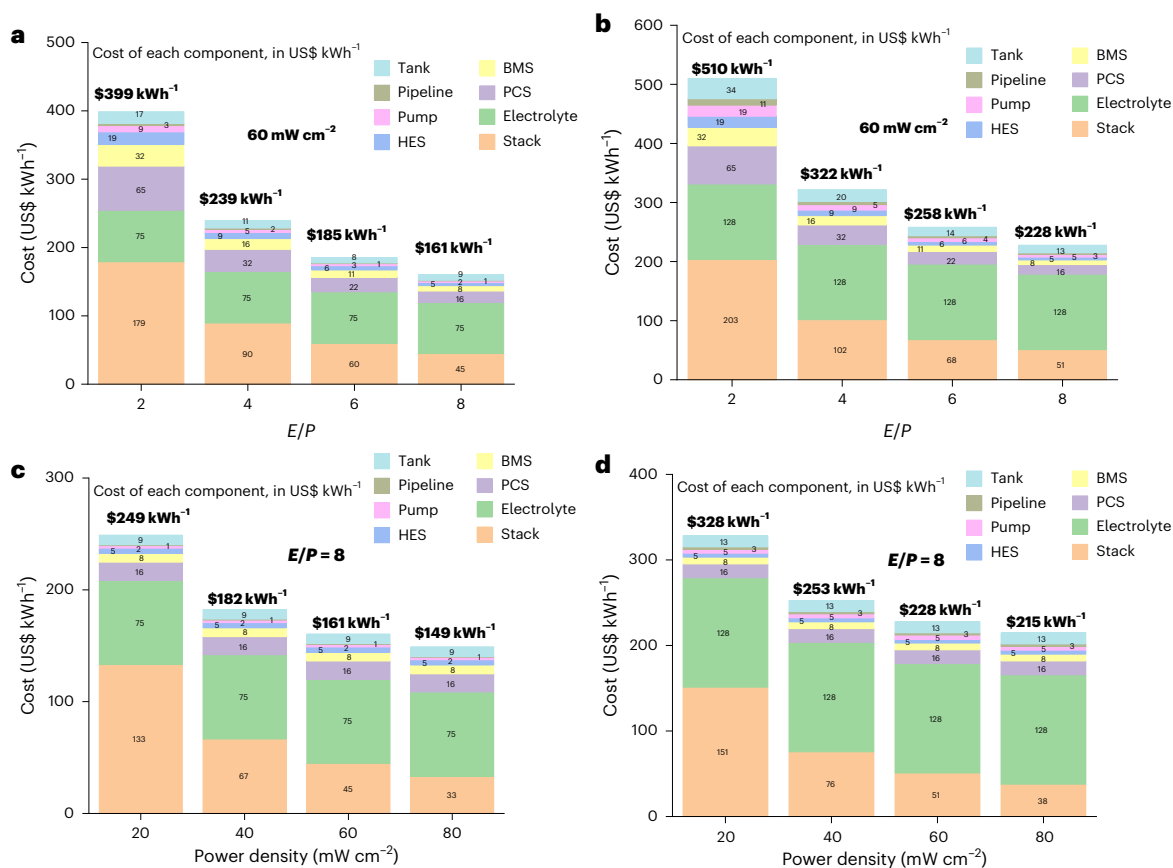 a
Cost of each component, in US$ kWh⁻¹
Tank
BMS
Pipeline
PCS
Pump
Electrolyte
HES
Stack
60 mW cm⁻²
$399 kWh⁻¹
$239 kWh⁻¹
$185 kWh⁻¹
$161 kWh⁻¹
500
400
300
200
100
0
Cost (US$ kWh⁻¹)
17
3
9
19
32
65
75
179
11
2
5
9
16
32
75
90
8
1
3
6
11
22
75
60
9
1
2
5
8
16
75
45
2 4 6 8
E/P
b
Cost of each component, in US$ kWh⁻¹
Tank
BMS
Pipeline
PCS
Pump
Electrolyte
HES
Stack
60 mW cm⁻²
$510 kWh⁻¹
$322 kWh⁻¹
$258 kWh⁻¹
$228 kWh⁻¹
600
500
400
300
200
100
0
Cost (US$ kWh⁻¹)
34
11
19
19
32
65
128
203
20
5
9
9
16
32
128
102
14
4
6
6
11
22
128
68
13
3
5
5
8
16
128
51
2 4 6 8
E/P
c
Cost of each component, in US$ kWh⁻¹
Tank
BMS
Pipeline
PCS
Pump
Electrolyte
HES
Stack
E/P = 8
$249 kWh⁻¹
$182 kWh⁻¹
$161 kWh⁻¹
$149 kWh⁻¹
300
200
100
0
Cost (US$ kWh⁻¹)
9
1
2
5
8
16
75
133
9
1
2
5
8
16
75
67
9
1
2
5
8
16
75
45
9
1
2
5
8
16
75
33
20 40 60 80
Power density (mW cm⁻²)
d
Cost of each component, in US$ kWh⁻¹
Tank
BMS
Pipeline
PCS
Pump
Electrolyte
HES
Stack
E/P = 8
$328 kWh⁻¹
$253 kWh⁻¹
$228 kWh⁻¹
$215 kWh⁻¹
400
300
200
100
0
Cost (US$ kWh⁻¹)
13
3
5
5
8
16
128
151
13
3
5
5
8
16
128
76
13
3
5
5
8
16
128
51
13
3
5
5
8
16
128
38
20 40 60 80
Power density (mW cm⁻²)